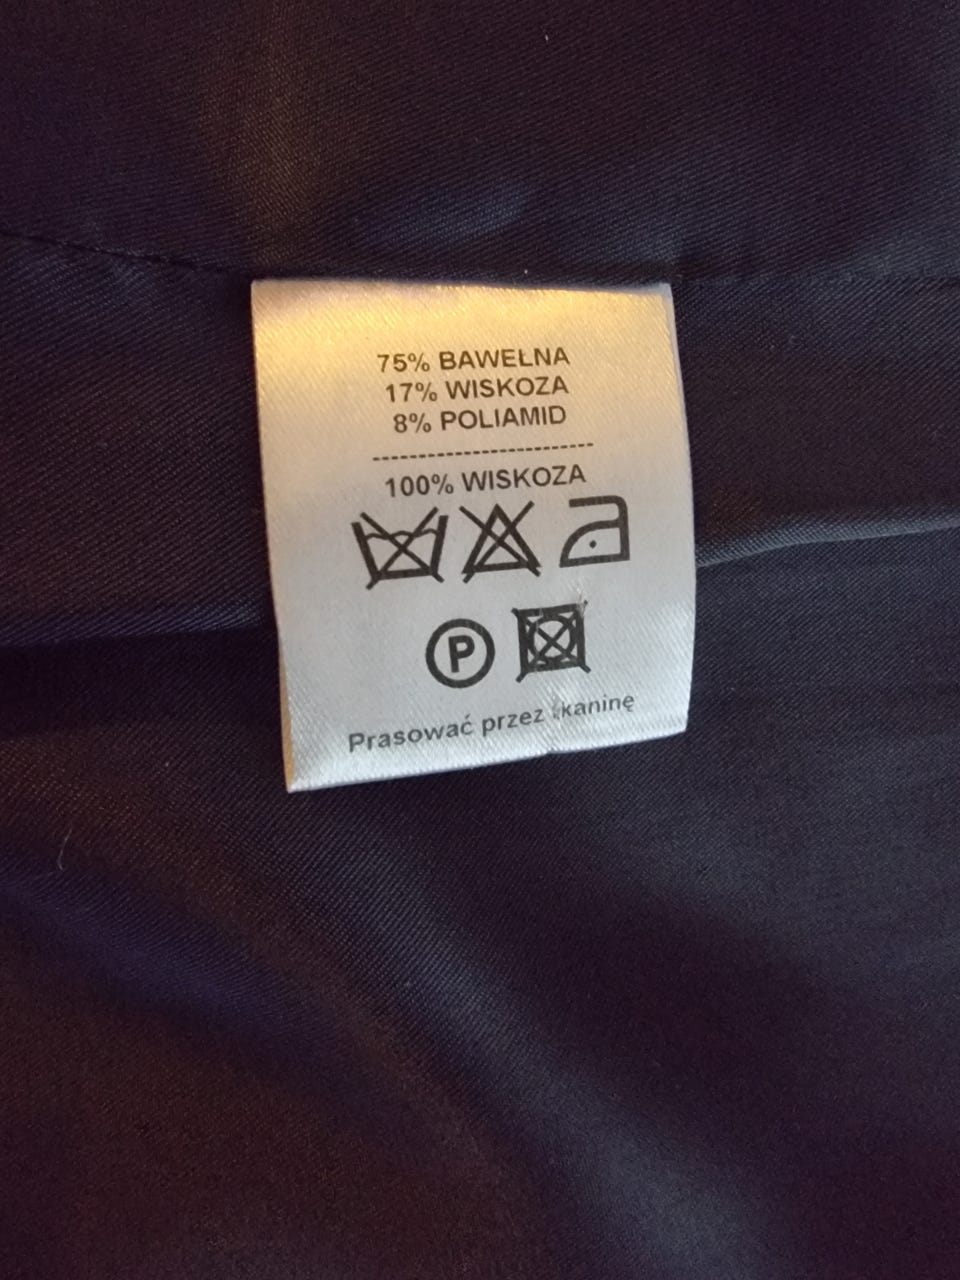 75% BAWEŁNA
17% WISKOZA
8% POLIAMID
100% WISKOZA
P
Prasować przez tkaninę